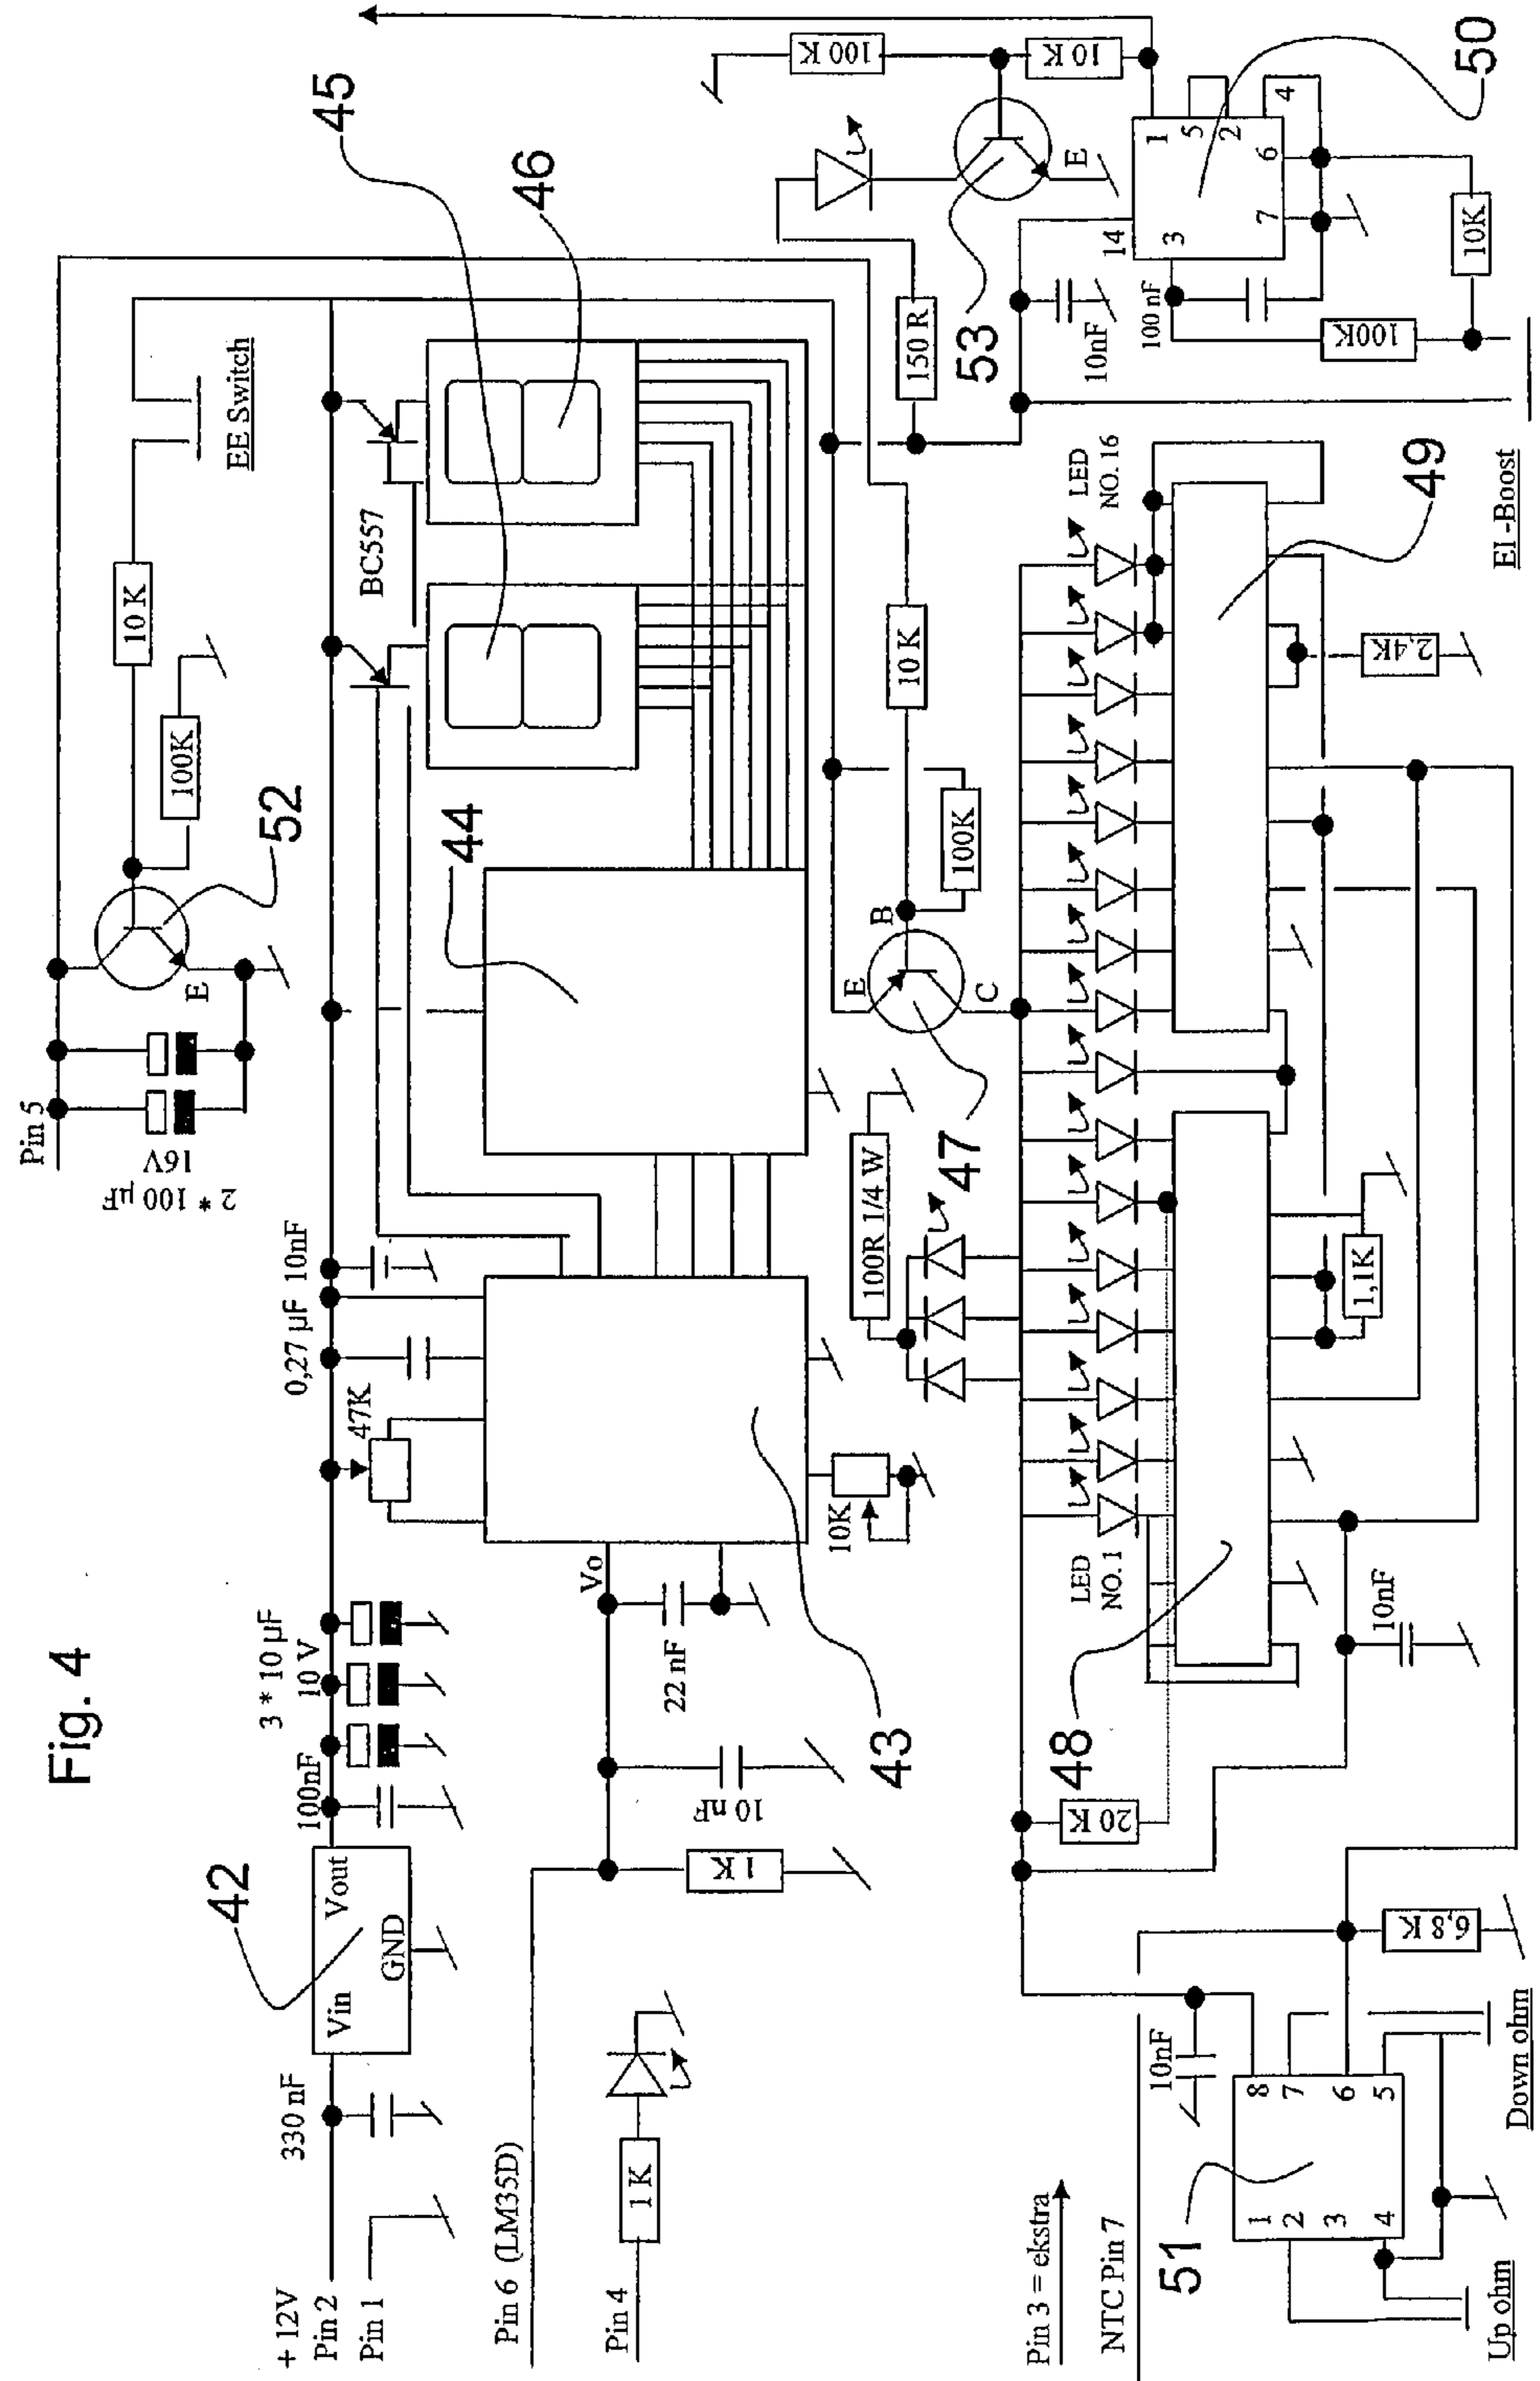 Fig. 4
+ 12V
Pin 2
Pin 1
330 nF
Vin
Vout
GND
42
100nF
3 * 10 µF
10 V
47K
0,27 µF
10nF
2 * 100 µF
16V
Pin 5
E
52
100K
10 K
EE Switch
BC557
45
46
44
43
Pin 6 (LM35D)
Pin 4
1 K
1 K
10 nF
22 nF
Vo
10K
100R 1/4 W
47
E
B
C
100K
10 K
150 R
53
E
100 K
10 K
10nF
100 nF
14
3
1
5
2
4
6
7
50
100K
10K
E1-Boost
Pin 3 = ekstra
NTC Pin 7
51
1
2
3
4
8
7
6
5
10nF
Up ohm
Down ohm
6,8 K
20 K
48
LED
NO. 1
10nF
1,1K
2,4K
49
LED
NO. 16